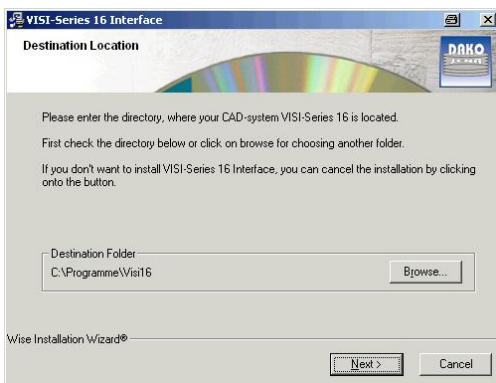 VISI-Series 16 Interface
Destination Location
DAKO
Please enter the directory, where your CAD-system VISI-Series 16 is located.
First check the directory below or click on browse for choosing another folder.
If you don't want to install VISI-Series 16 Interface, you can cancel the installation by clicking
onto the button.
Destination Folder
C:\Programme\Visi16
Browse...
Wise Installation Wizard®
Next >
Cancel